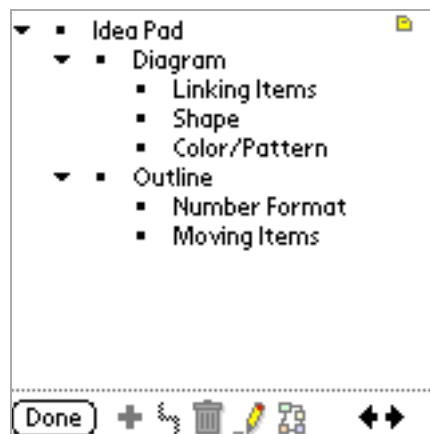 Idea Pad
Diagram
Linking Items
Shape
Color/Pattern
Outline
Number Format
Moving Items
Done